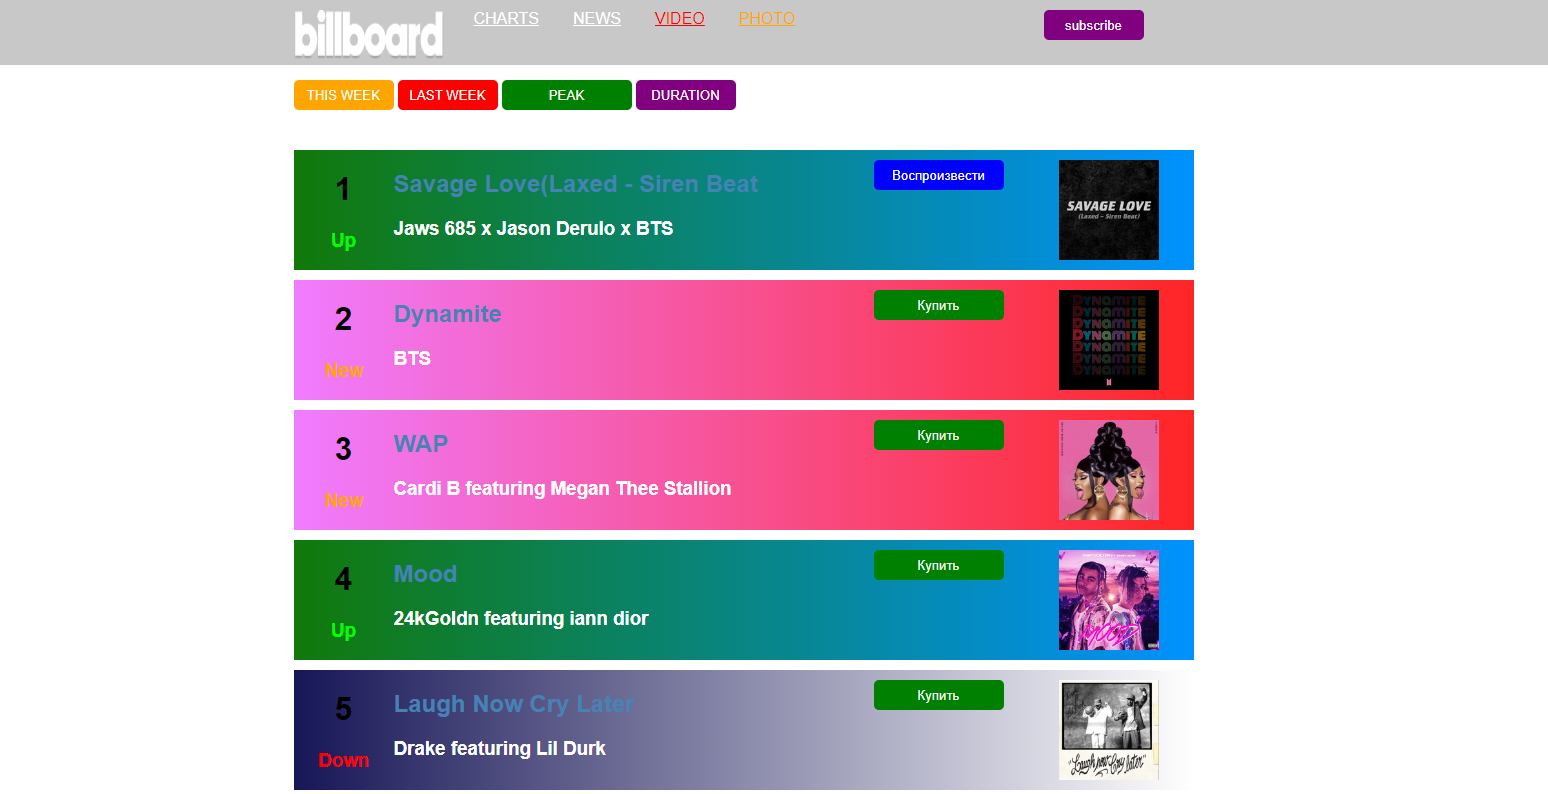 billboard CHARTS NEWS VIDEO PHOTO subscribe
THIS WEEK LAST WEEK PEAK DURATION
1
Savage Love(Laxed - Siren Beat
Воспроизвести
SAVAGE LOVE
(Laxed – Siren Beat)
Up
Jaws 685 x Jason Derulo x BTS
2
Dynamite
Купить
DYNAMITE
DYNAMITE
DYNAMITE
DYNAMITE
DYNAMITE
DYNAMITE
DYNAMITE
New
BTS
3
WAP
Купить
New
Cardi B featuring Megan Thee Stallion
4
Mood
Купить
MOOD
Up
24kGoldn featuring iann dior
5
Laugh Now Cry Later
Купить
"Laugh now Cry later"
Down
Drake featuring Lil Durk